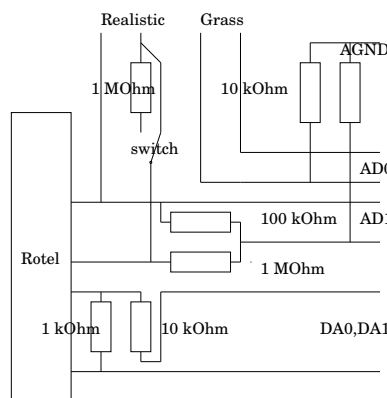 Realistic Grass
AGND
1 MOhm 10 kOhm
switch
AD0
100 kOhm AD1
Rotel
1 MOhm
1 kOhm 10 kOhm DA0,DA1